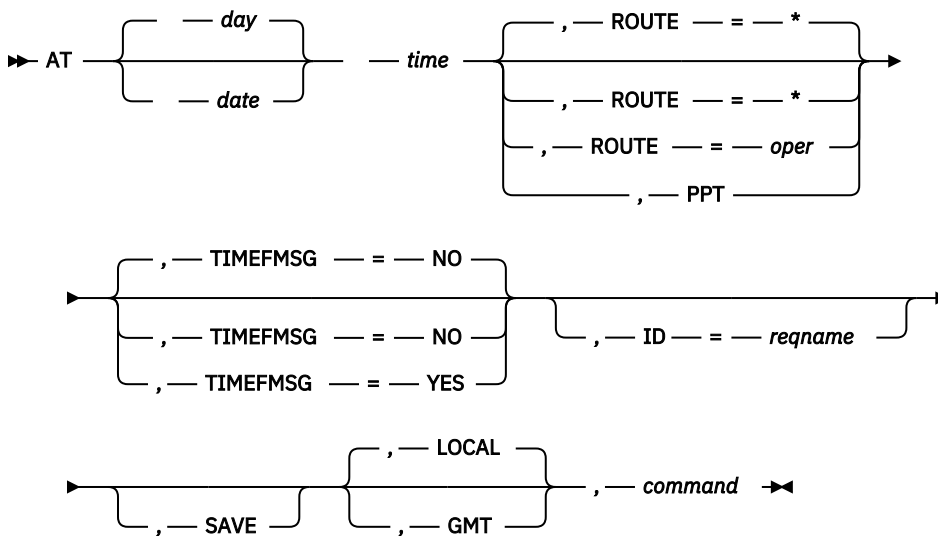 day
AT time
date
, ROUTE = *
, ROUTE = *
, ROUTE = oper
, PPT
, TIMEFMSG = NO
, TIMEFMSG = NO
, TIMEFMSG = YES
, ID = reqname
, SAVE
, LOCAL
, GMT
, command